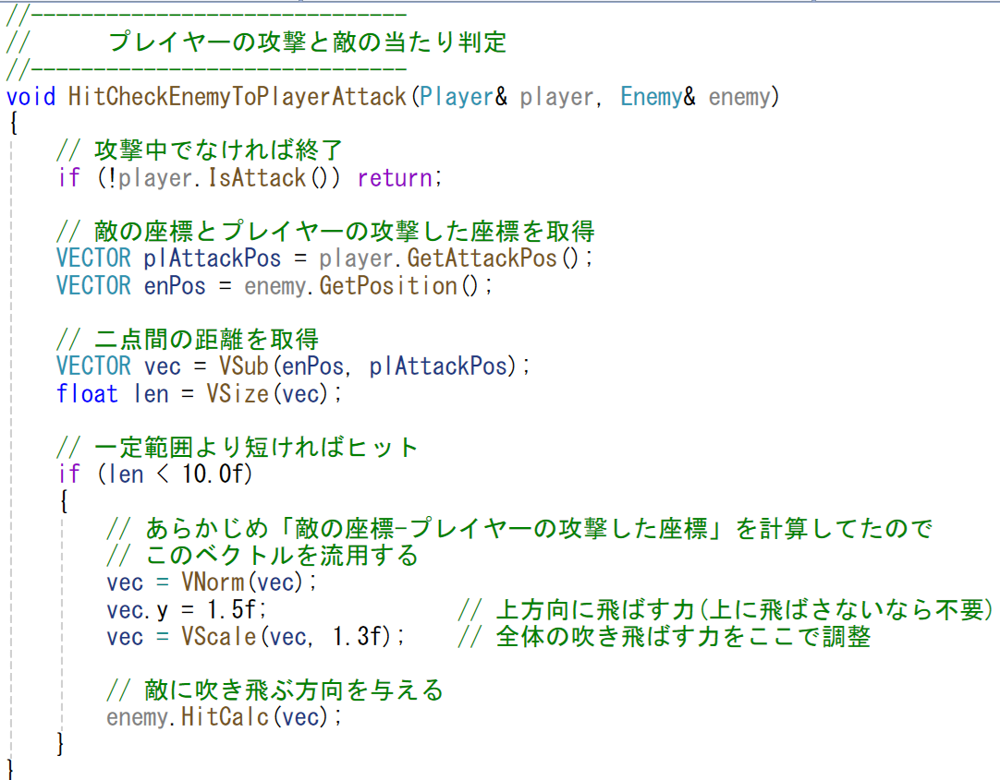 //------------------------------
//      プレイヤーの攻撃と敵の当たり判定
//------------------------------
void HitCheckEnemyToPlayerAttack(Player& player, Enemy& enemy)
{
    // 攻撃中でなければ終了
    if (!player.IsAttack()) return;

    // 敵の座標とプレイヤーの攻撃した座標を取得
    VECTOR plAttackPos = player.GetAttackPos();
    VECTOR enPos = enemy.GetPosition();

    // 二点間の距離を取得
    VECTOR vec = VSub(enPos, plAttackPos);
    float len = VSize(vec);

    // 一定範囲より短ければヒット
    if (len < 10.0f)
    {
        // あらかじめ「敵の座標-プレイヤーの攻撃した座標」を計算してたので
        // このベクトルを流用する
        vec = VNorm(vec);
        vec.y = 1.5f;               // 上方向に飛ばす力(上に飛ばさないなら不要)
        vec = VScale(vec, 1.3f);    // 全体の吹き飛ばす力をここで調整

        // 敵に吹き飛ぶ方向を与える
        enemy.HitCalc(vec);
    }
}